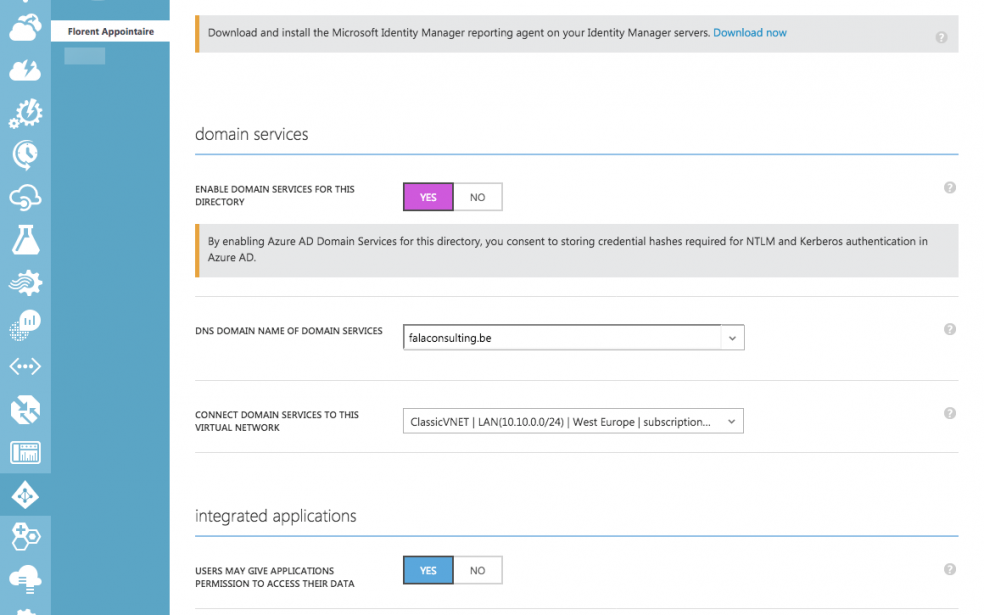 Florent Appointaire
Download and install the Microsoft Identity Manager reporting agent on your Identity Manager servers. Download now
domain services
ENABLE DOMAIN SERVICES FOR THIS
DIRECTORY
YES NO
By enabling Azure AD Domain Services for this directory, you consent to storing credential hashes required for NTLM and Kerberos authentication in
Azure AD.
DNS DOMAIN NAME OF DOMAIN SERVICES
falaconsulting.be
CONNECT DOMAIN SERVICES TO THIS
VIRTUAL NETWORK
ClassicVNET | LAN(10.10.0.0/24) | West Europe | subscription...
integrated applications
USERS MAY GIVE APPLICATIONS
PERMISSION TO ACCESS THEIR DATA
YES NO